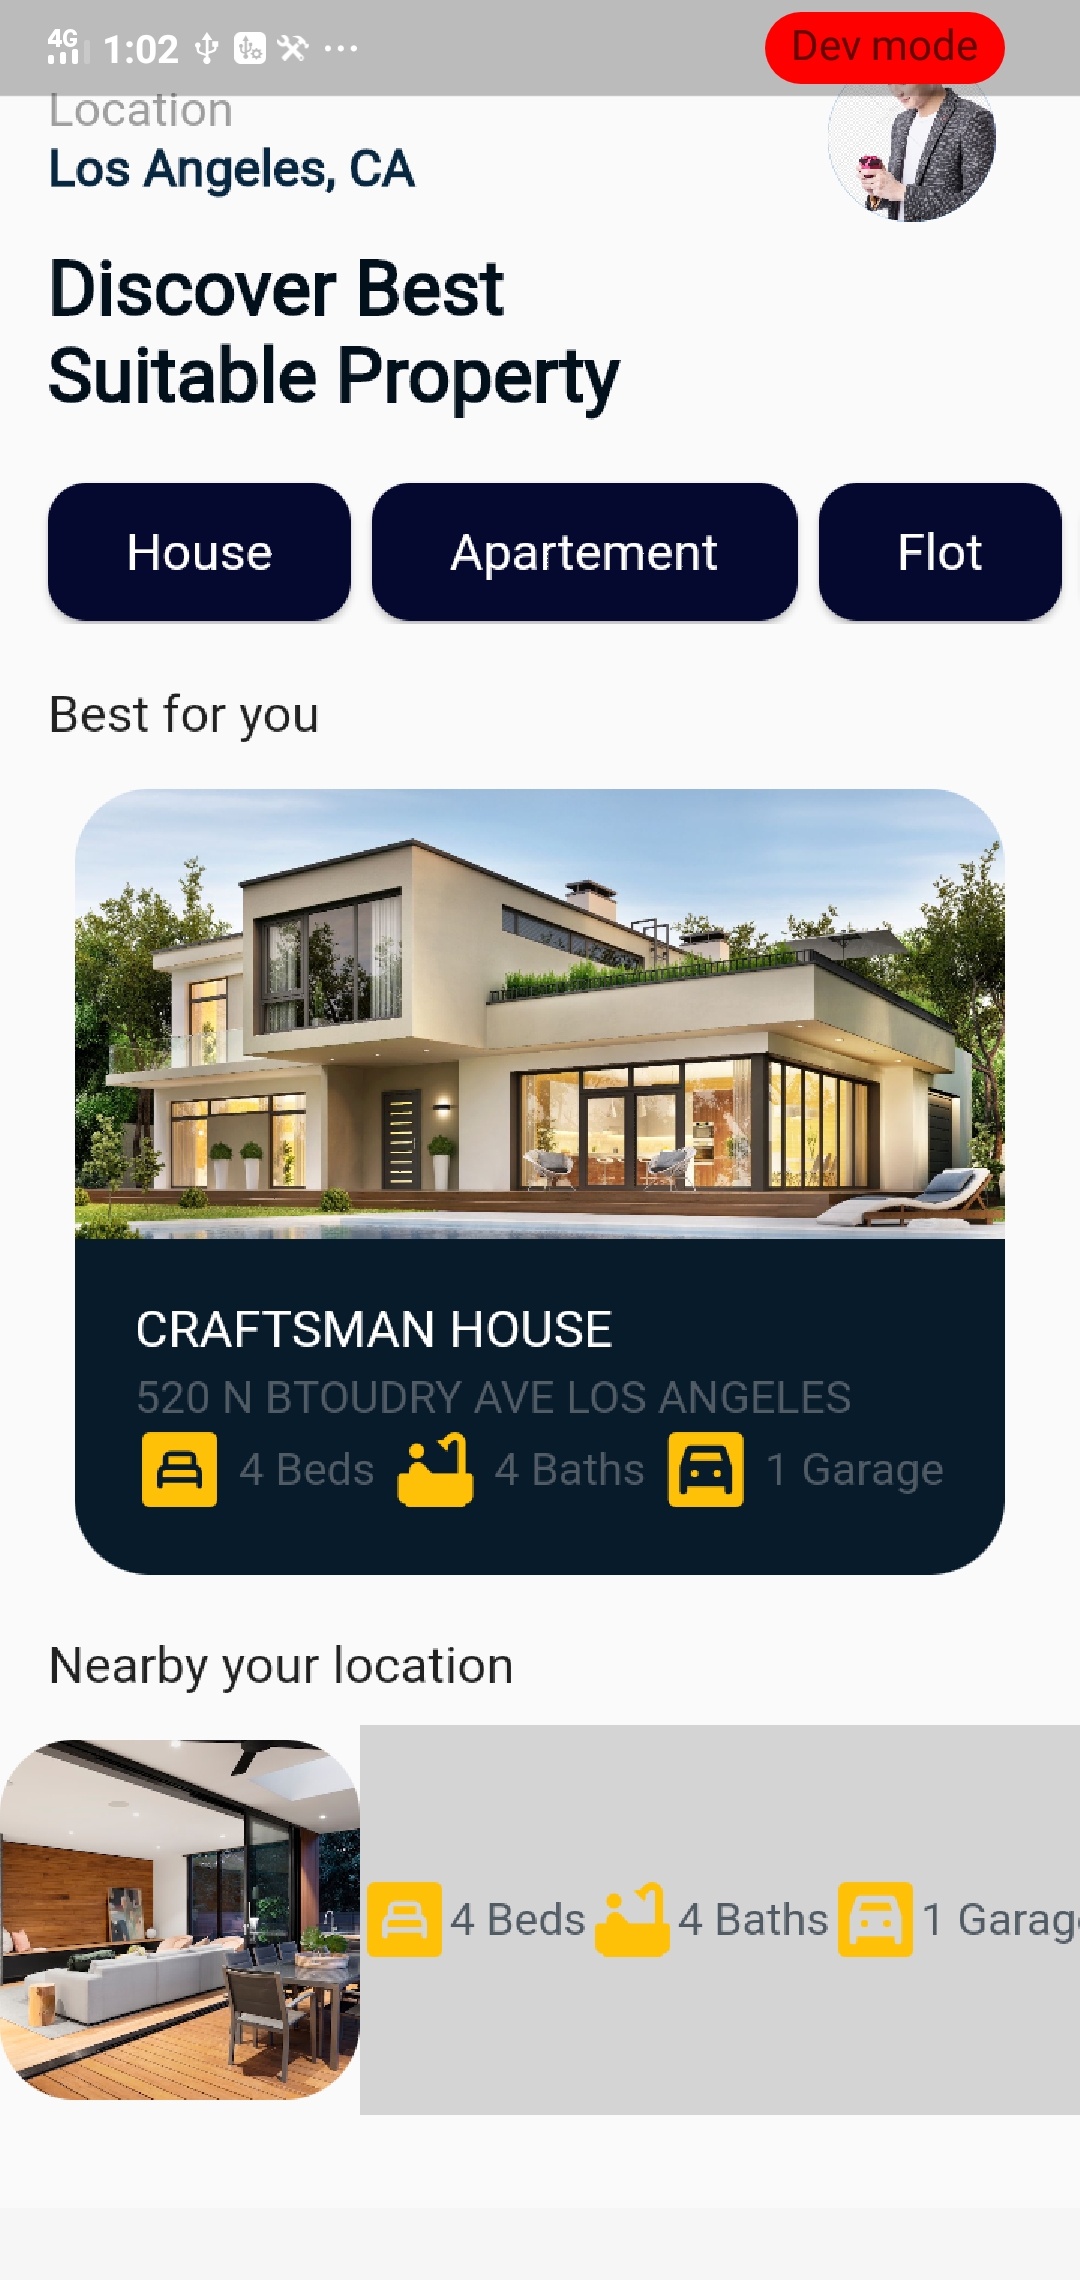 4G 1:02 Dev mode
Location
Los Angeles, CA
Discover Best
Suitable Property
House Apartement Flot
Best for you
CRAFTSMAN HOUSE
520 N BTOUDRY AVE LOS ANGELES
4 Beds 4 Baths 1 Garage
Nearby your location
4 Beds 4 Baths 1 Garag